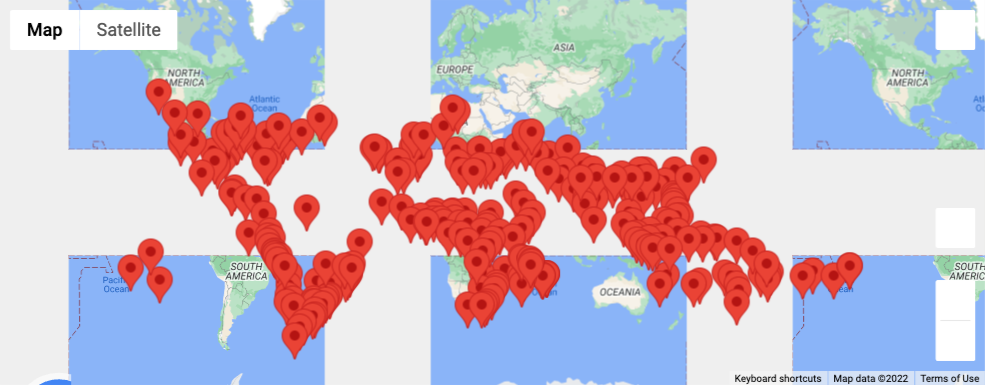 Map
Satellite
NORTH
AMERICA
Atlantic
Ocean
EUROPE
ASIA
NORTH
AMERICA
SOUTH
AMERICA
Pacific
Ocean
OCEANIA
SOUTH
AMERIC
Keyboard shortcuts
Map data ©2022
Terms of Use